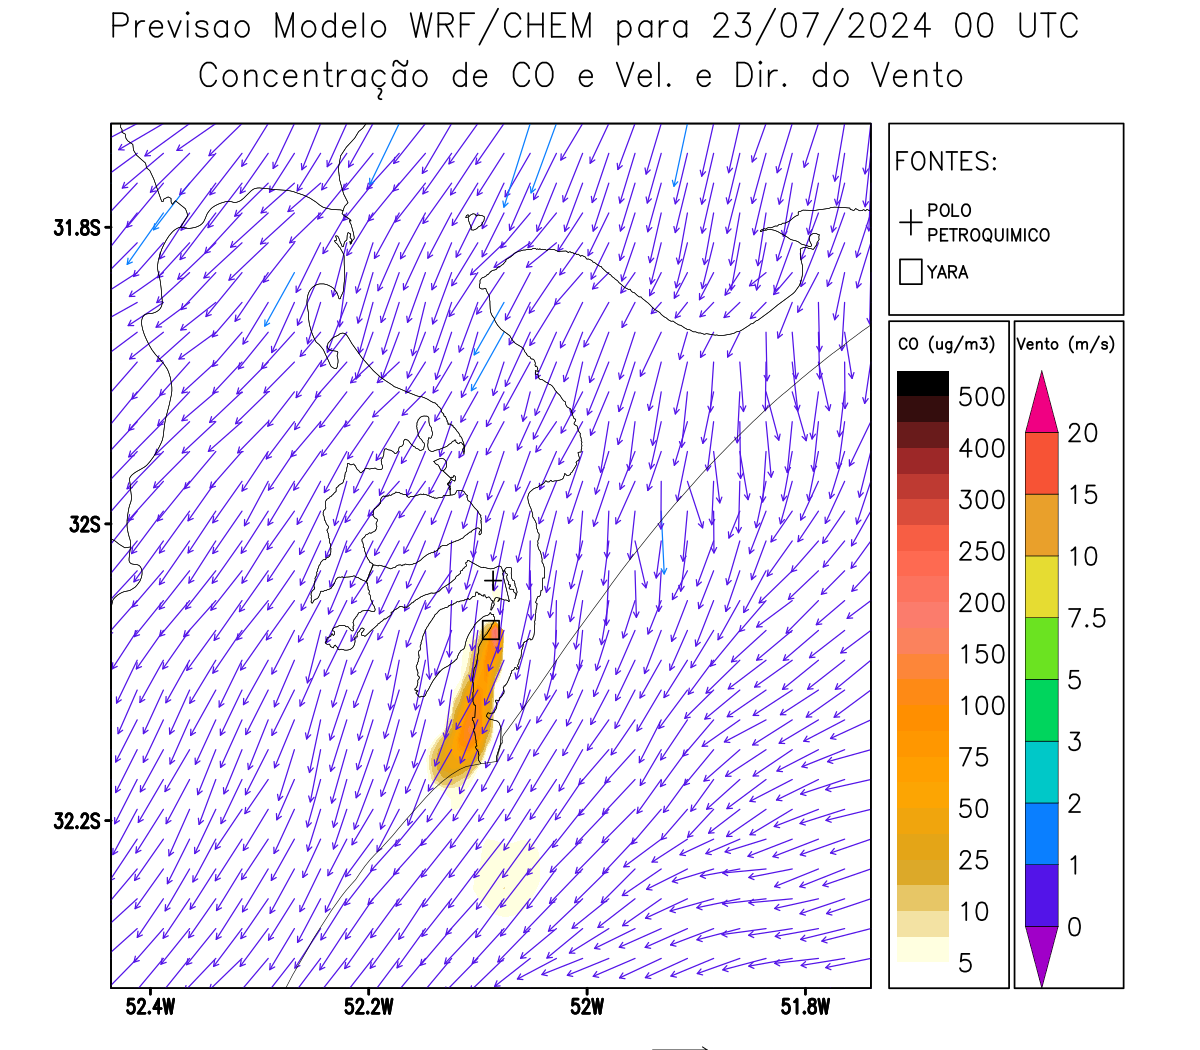 Previsao Modelo WRF/CHEM para 23/07/2024 00 UTC
Concentração de CO e Vel. e Dir. do Vento
FONTES:
POLO
PETROQUIMICO
YARA
31.8S
32S
32.2S
52.4W
52.2W
52W
51.8W
CO (ug/m3)
500
400
300
250
200
150
100
75
50
25
10
5
Vento (m/s)
20
15
10
7.5
5
3
2
1
0